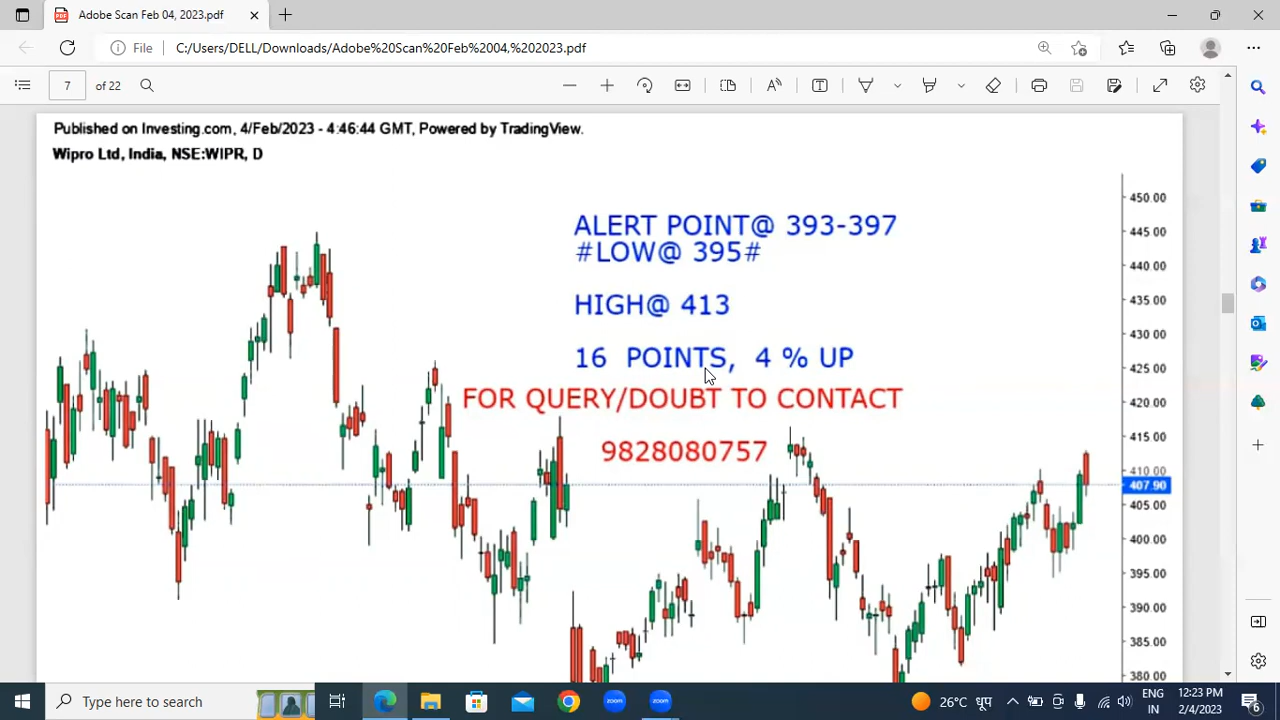 Adobe Scan Feb 04, 2023.pdf
File
C:/Users/DELL/Downloads/Adobe%20Scan%20Feb%2004,%202023.pdf
7 of 22
Published on Investing.com, 4/Feb/2023 - 4:46:44 GMT, Powered by TradingView.
Wipro Ltd, India, NSE:WIPR, D
ALERT POINT@ 393-397
#LOW@ 395#
HIGH@ 413
16 POINTS, 4 % UP
FOR QUERY/DOUBT TO CONTACT
9828080757
450.00
445.00
440.00
435.00
430.00
425.00
420.00
415.00
410.00
407.90
405.00
400.00
395.00
390.00
385.00
380.00
Type here to search
zoom
zoom
26°C धूप
ENG
IN
12:23 PM
2/4/2023
6